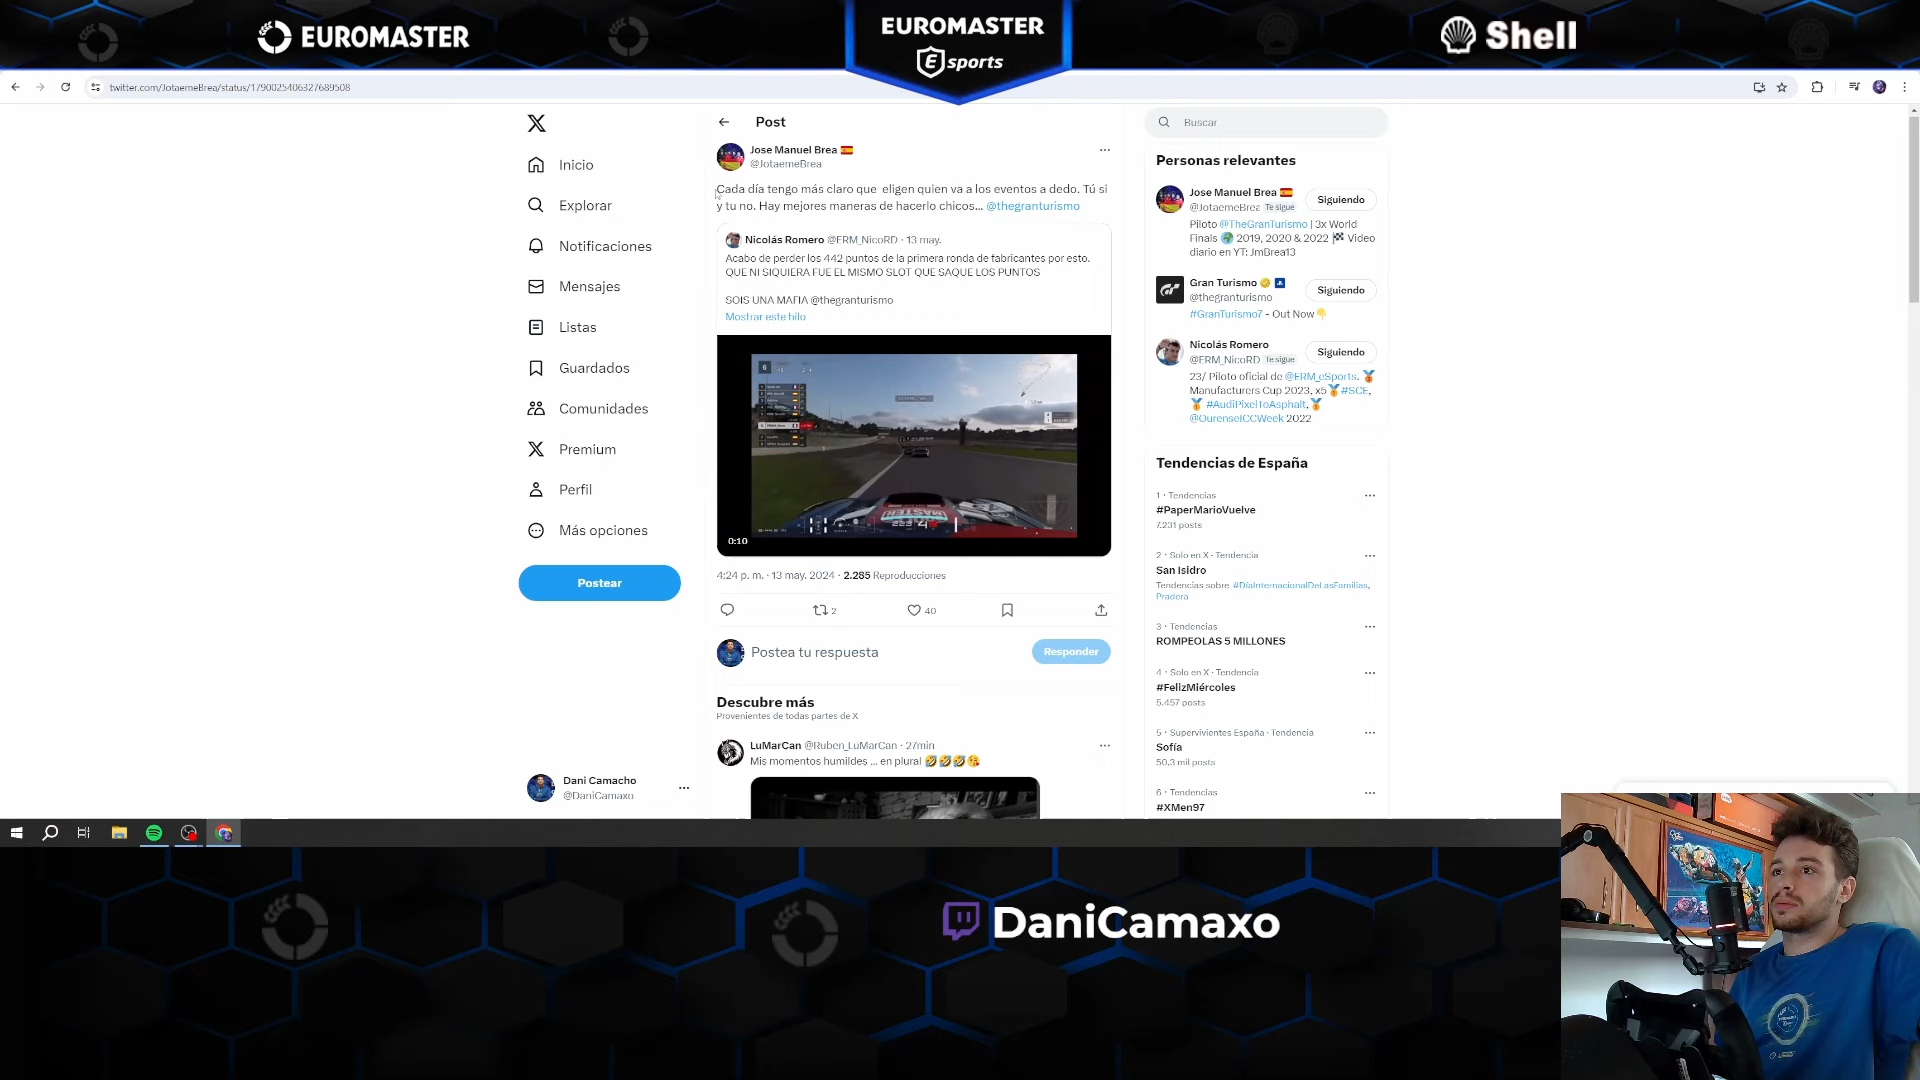 EUROMASTER
EUROMASTER
Esports
Shell
twitter.com/JotaemeBrea/status/1790025406327689508
Inicio
Explorar
Notificaciones
Mensajes
Listas
Guardados
Comunidades
Premium
Perfil
Más opciones
Postear
Dani Camacho
@DaniCamaxo
Post
Jose Manuel Brea
@JotaemeBrea
Cada día tengo más claro que eligen quien va a los eventos a dedo. Tú si
y tu no. Hay mejores maneras de hacerlo chicos... @thegranturismo
Nicolás Romero @ERM_NicoRD · 13 may.
Acabo de perder los 442 puntos de la primera ronda de fabricantes por esto.
QUE NI SIQUIERA FUE EL MISMO SLOT QUE SAQUE LOS PUNTOS
SOIS UNA MAFIA @thegranturismo
Mostrar este hilo
6
0:10
4:24 p. m. · 13 may. 2024 · 2.285 Reproducciones
2
40
Postea tu respuesta
Responder
Descubre más
Provenientes de todas partes de X
LuMarCan @Ruben_LuMarCan · 27min
Mis momentos humildes ... en plural
Buscar
Personas relevantes
Jose Manuel Brea
@JotaemeBrea Te sigue
Siguiendo
Piloto @TheGranTurismo | 3x World
Finals 2019, 2020 & 2022 Video
diario en YT: JmBrea13
Gran Turismo
@thegranturismo
Siguiendo
#GranTurismo7 - Out Now
Nicolás Romero
@ERM_NicoRD Te sigue
Siguiendo
23/ Piloto oficial de @ERM_eSports.
Manufacturers Cup 2023, x5 #SCE,
#AudiPixelToAsphalt,
@OurenseICCWeek 2022
Tendencias de España
1 · Tendencias
#PaperMarioVuelve
7.231 posts
2 · Solo en X · Tendencia
San Isidro
Tendencias sobre #DíaInternacionalDeLasFamilias,
Pradera
3 · Tendencias
ROMPEOLAS 5 MILLONES
4 · Solo en X · Tendencia
#FelizMiércoles
5.457 posts
5 · Supervivientes España · Tendencia
Sofía
50.3 mil posts
6 · Tendencias
#XMen97
DaniCamaxo